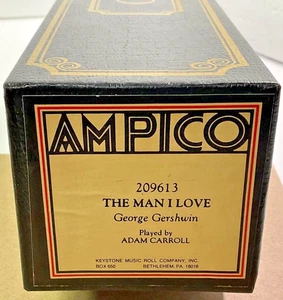 AMPICO
209613
THE MAN I LOVE
George Gershwin
Played by
ADAM CARROLL
KEYSTONE MUSIC ROLL COMPANY, INC.
BOX 650 BETHLEHEM, PA. 18016